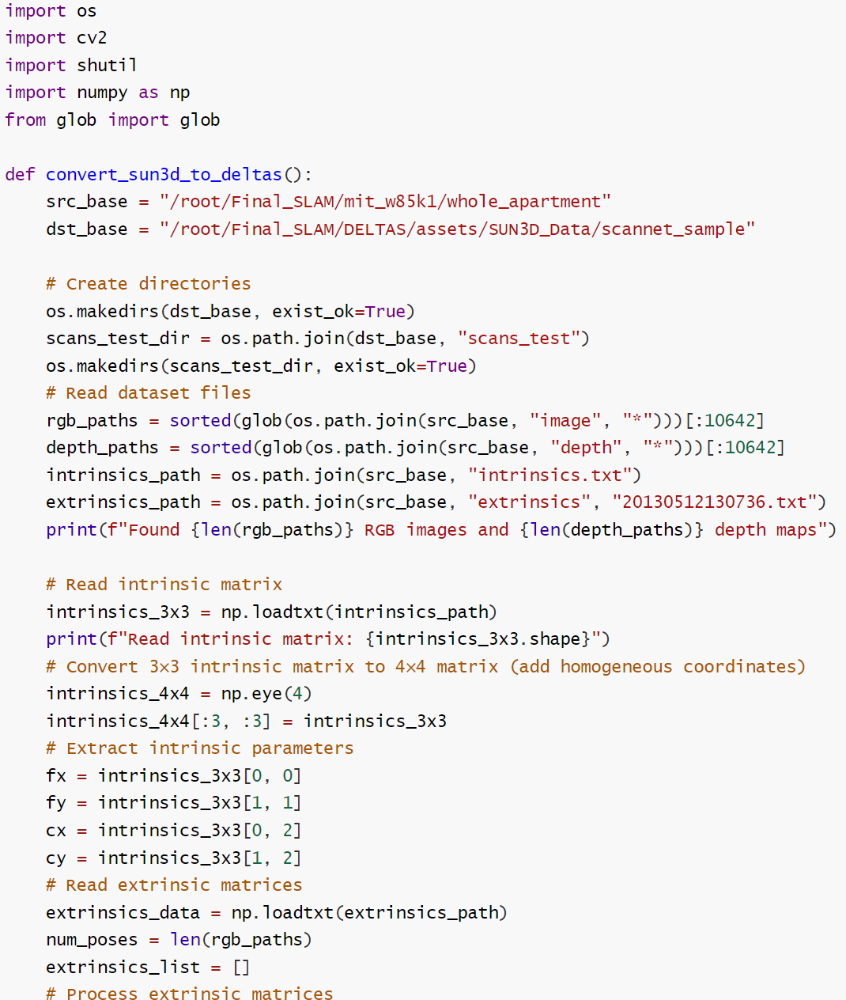 import os
import cv2
import shutil
import numpy as np
from glob import glob

def convert_sun3d_to_deltas():
    src_base = "/root/Final_SLAM/mit_w85k1/whole_apartment"
    dst_base = "/root/Final_SLAM/DELTAS/assets/SUN3D_Data/scannet_sample"

    # Create directories
    os.makedirs(dst_base, exist_ok=True)
    scans_test_dir = os.path.join(dst_base, "scans_test")
    os.makedirs(scans_test_dir, exist_ok=True)
    # Read dataset files
    rgb_paths = sorted(glob(os.path.join(src_base, "image", "*")))[:10642]
    depth_paths = sorted(glob(os.path.join(src_base, "depth", "*")))[:10642]
    intrinsics_path = os.path.join(src_base, "intrinsics.txt")
    extrinsics_path = os.path.join(src_base, "extrinsics", "20130512130736.txt")
    print(f"Found {len(rgb_paths)} RGB images and {len(depth_paths)} depth maps")

    # Read intrinsic matrix
    intrinsics_3x3 = np.loadtxt(intrinsics_path)
    print(f"Read intrinsic matrix: {intrinsics_3x3.shape}")
    # Convert 3×3 intrinsic matrix to 4×4 matrix (add homogeneous coordinates)
    intrinsics_4x4 = np.eye(4)
    intrinsics_4x4[:3, :3] = intrinsics_3x3
    # Extract intrinsic parameters
    fx = intrinsics_3x3[0, 0]
    fy = intrinsics_3x3[1, 1]
    cx = intrinsics_3x3[0, 2]
    cy = intrinsics_3x3[1, 2]
    # Read extrinsic matrices
    extrinsics_data = np.loadtxt(extrinsics_path)
    num_poses = len(rgb_paths)
    extrinsics_list = []
    # Process extrinsic matrices